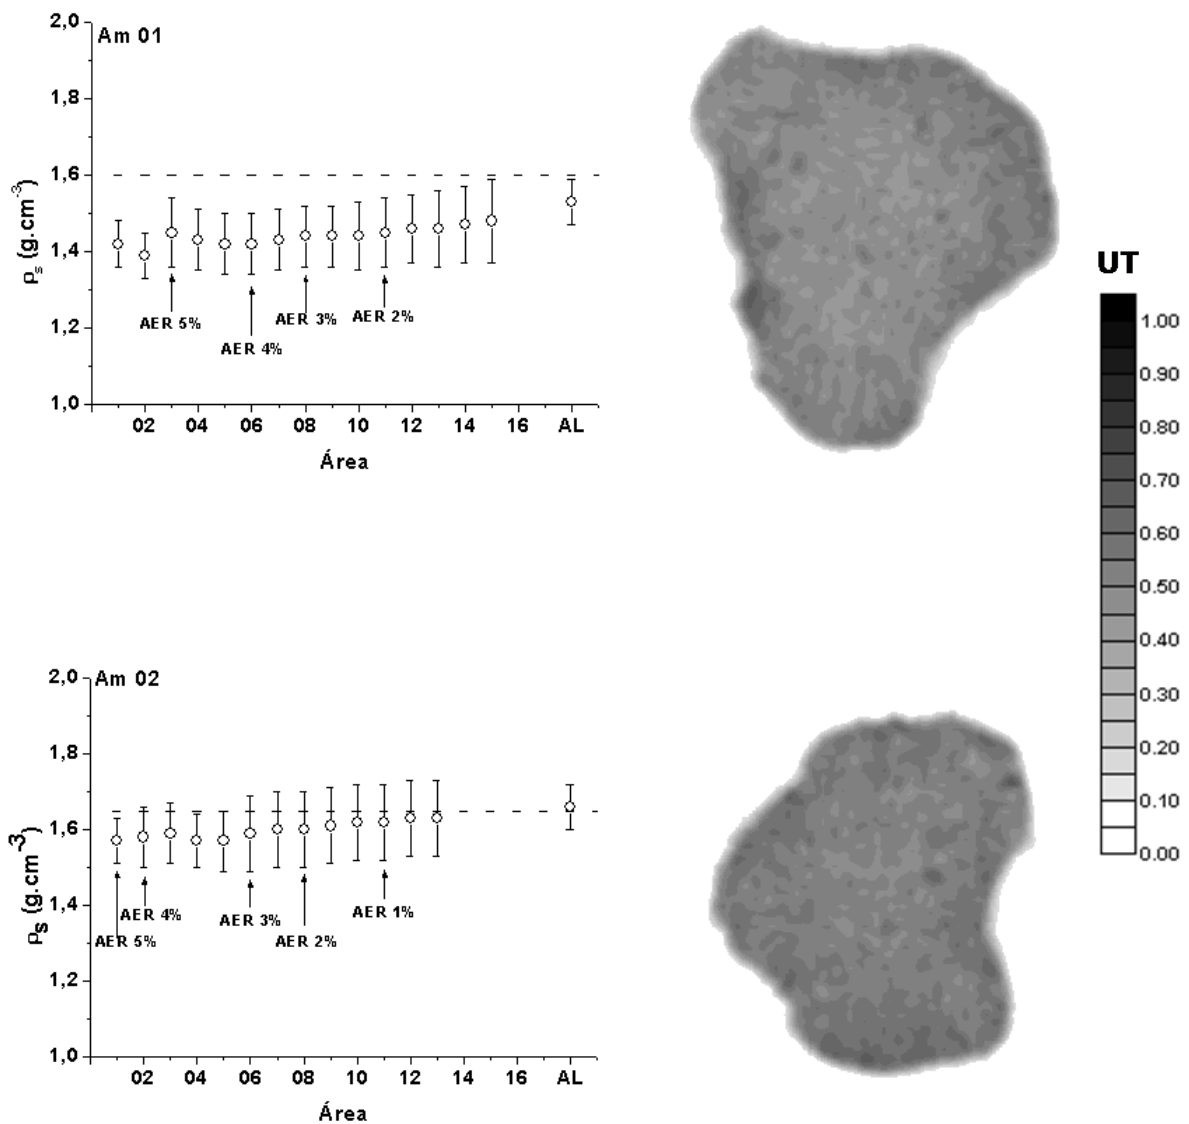 Am 01
2,0
1,8
1,6
1,4
1,2
1,0
ρs (g.cm-3)
AER 5%
AER 4%
AER 3%
AER 2%
02 04 06 08 10 12 14 16 AL
Área
UT
1.00
0.90
0.80
0.70
0.60
0.50
0.40
0.30
0.20
0.10
0.00
Am 02
2,0
1,8
1,6
1,4
1,2
1,0
ρs (g.cm-3)
AER 5%
AER 4%
AER 3%
AER 2%
AER 1%
02 04 06 08 10 12 14 16 AL
Área